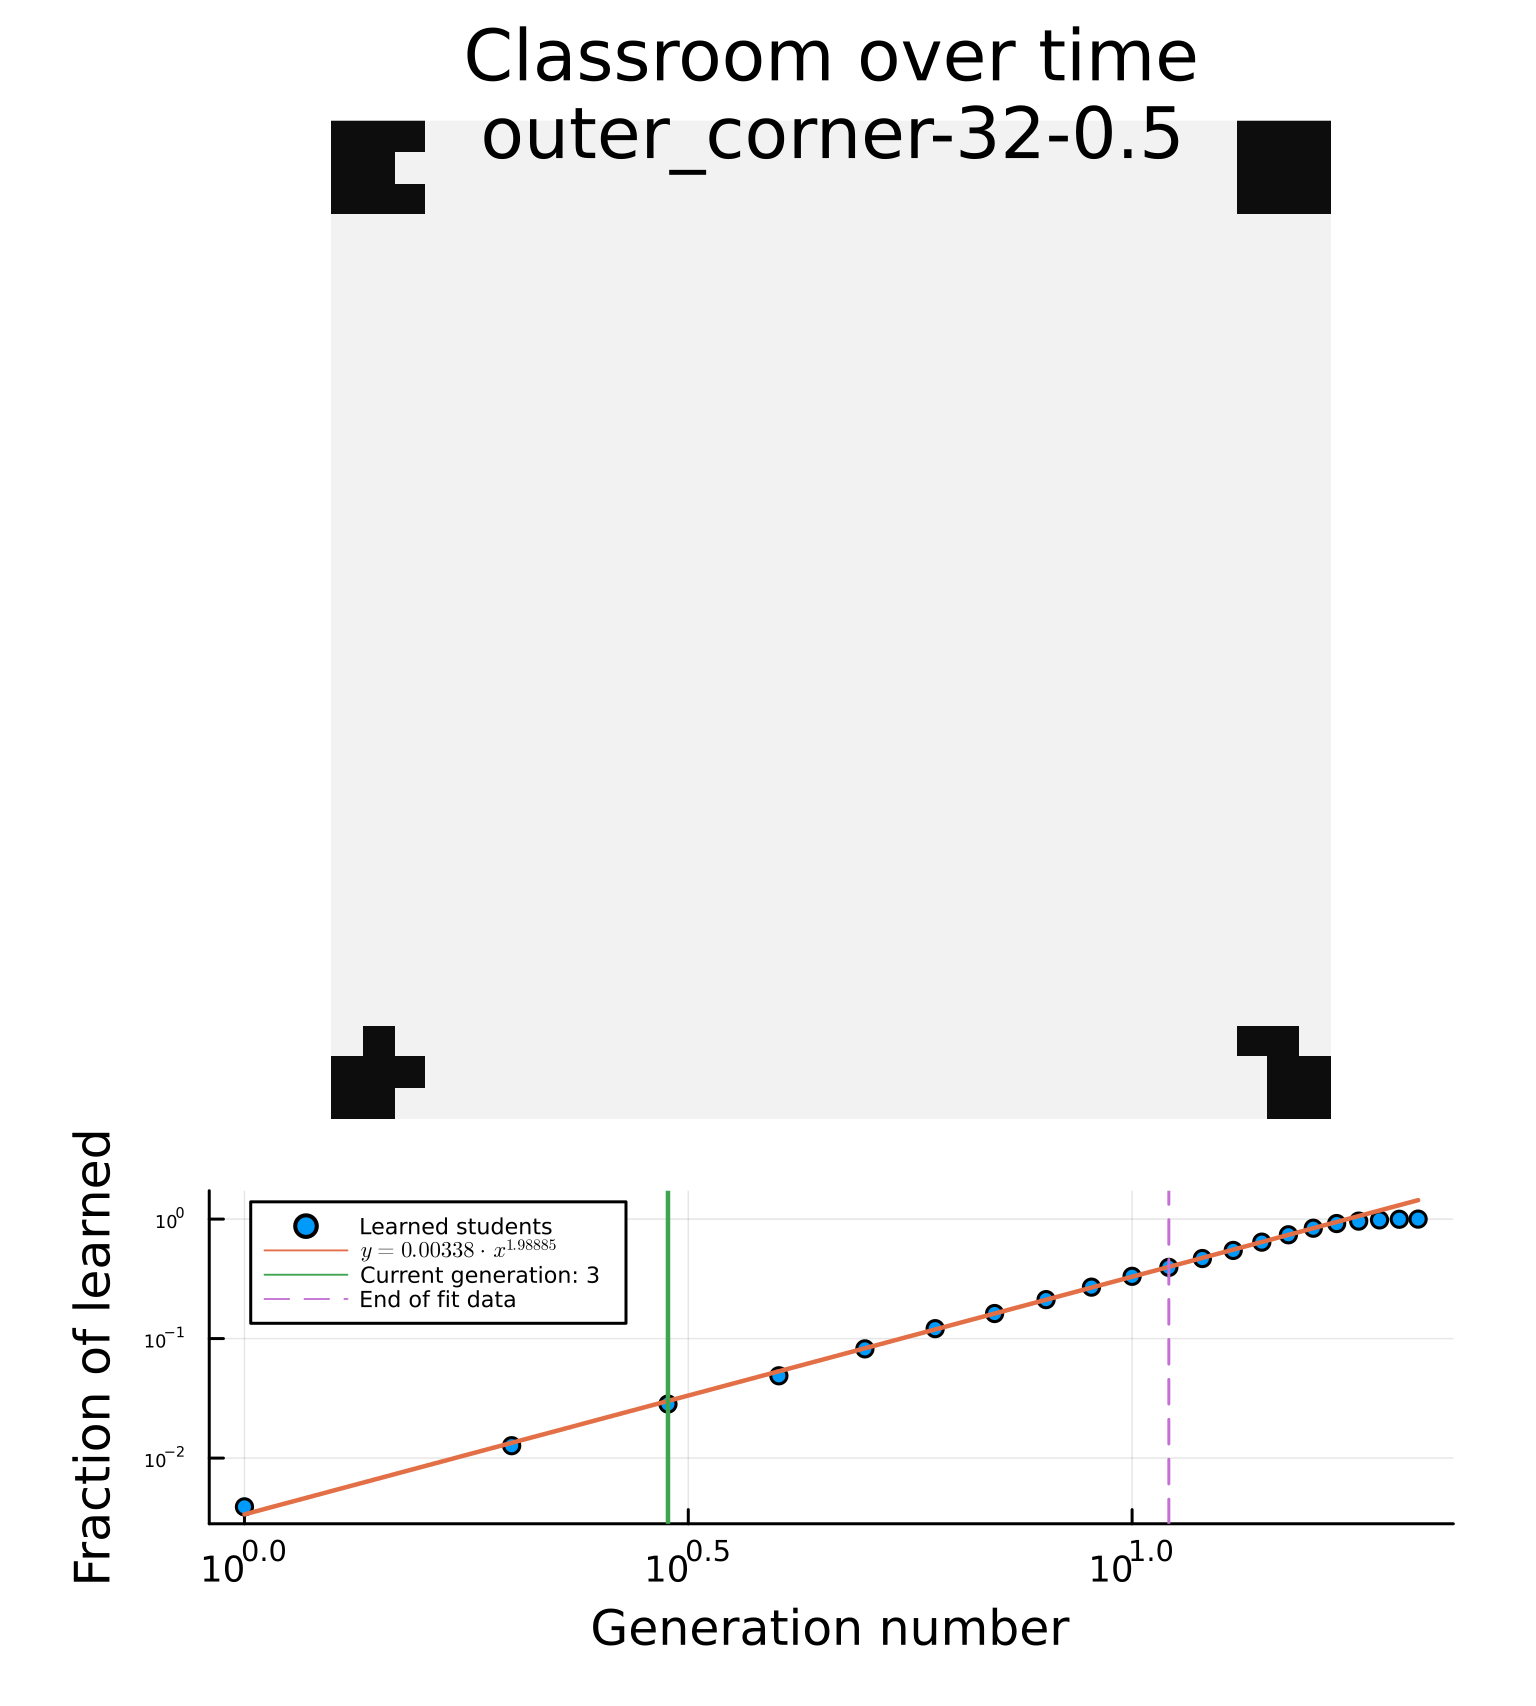 Classroom over time
outer_corner-32-0.5
Fraction of learned
10^0
10^-1
10^-2
Learned students
y = 0.00338 · x^1.98885
Current generation: 3
End of fit data
10^0.0
10^0.5
10^1.0
Generation number